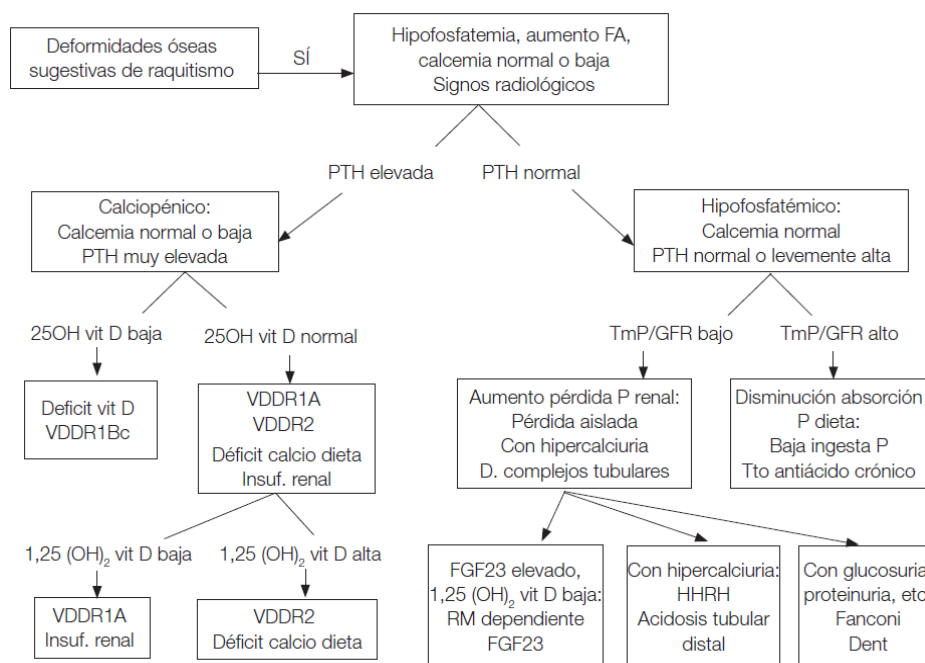 Deformidades óseas
sugestivas de raquitismo
SÍ
Hipofosfatemia, aumento FA,
calcemia normal o baja
Signos radiológicos
PTH elevada
PTH normal
Calciopénico:
Calcemia normal o baja
PTH muy elevada
Hipofosfatémico:
Calcemia normal
PTH normal o levemente alta
25OH vit D baja
25OH vit D normal
TmP/GFR bajo
TmP/GFR alto
Deficit vit D
VDDR1Bc
VDDR1A
VDDR2
Déficit calcio dieta
Insuf. renal
Aumento pérdida P renal:
Pérdida aislada
Con hipercalciuria
D. complejos tubulares
Disminución absorción
P dieta:
Baja ingesta P
Tto antiácido crónico
1,25 (OH)₂ vit D baja
1,25 (OH)₂ vit D alta
VDDR1A
Insuf. renal
VDDR2
Déficit calcio dieta
FGF23 elevado,
1,25 (OH)₂ vit D baja:
RM dependiente
FGF23
Con hipercalciuria:
HHRH
Acidosis tubular
distal
Con glucosuria
proteinuria, etc
Fanconi
Dent